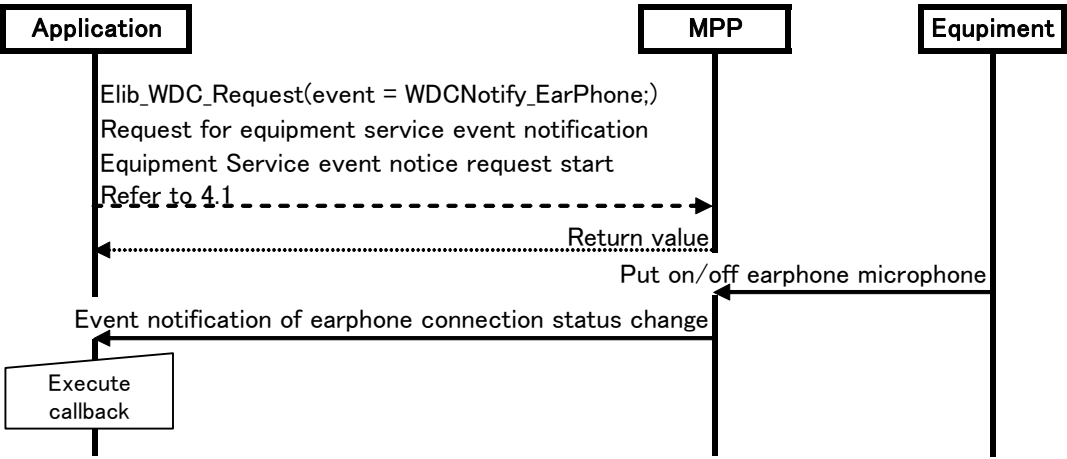 Application
MPP
Equpiment
Elib_WDC_Request(event = WDCNotify_EarPhone;)
Request for equipment service event notification
Equipment Service event notice request start
Refer to 4.1
Return value
Put on/off earphone microphone
Event notification of earphone connection status change
Execute
callback